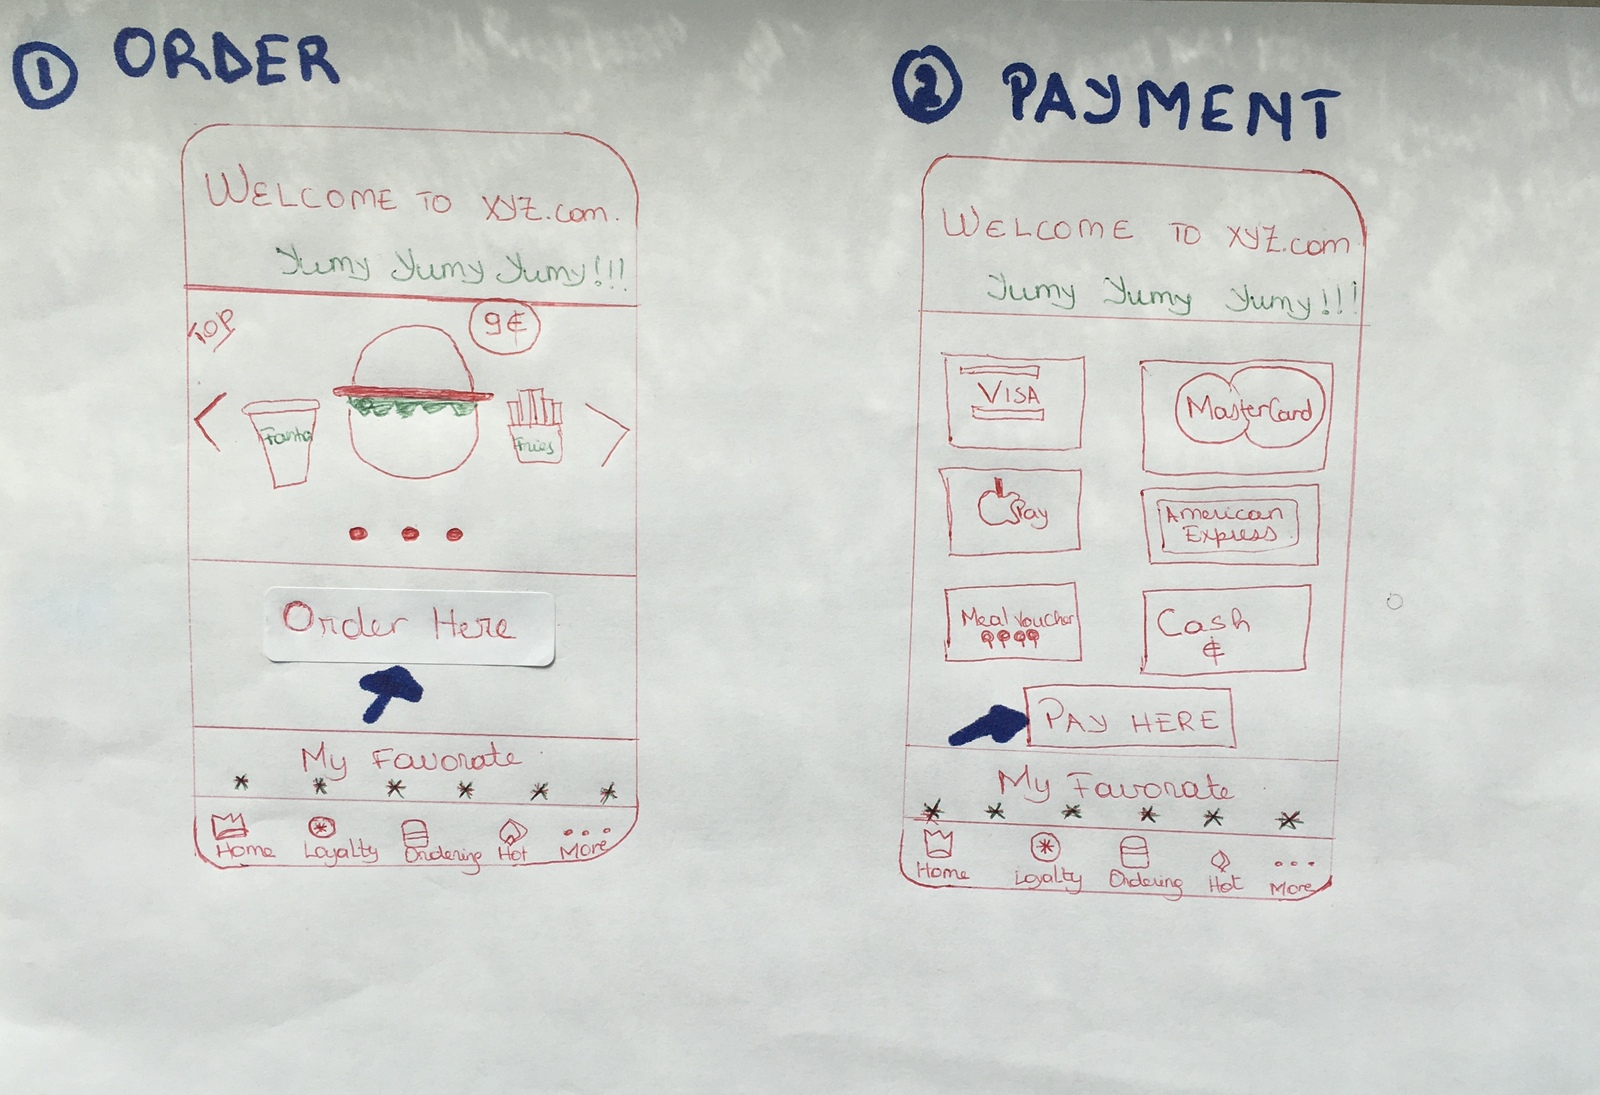 1 ORDER
WELCOME TO XYZ.com.
Yumy Yumy Yumy!!!
TOP
9€
Fanta
Fries
Order Here
My Favorate
Home Loyalty Ordering Hot More
2 PAYMENT
WELCOME TO XYZ.com
Yumy Yumy Yumy!!!
VISA
MasterCard
Pay
American
Express
Meal Voucher
Cash
€
PAY HERE
My Favorate
Home Loyalty Ordering Hot More